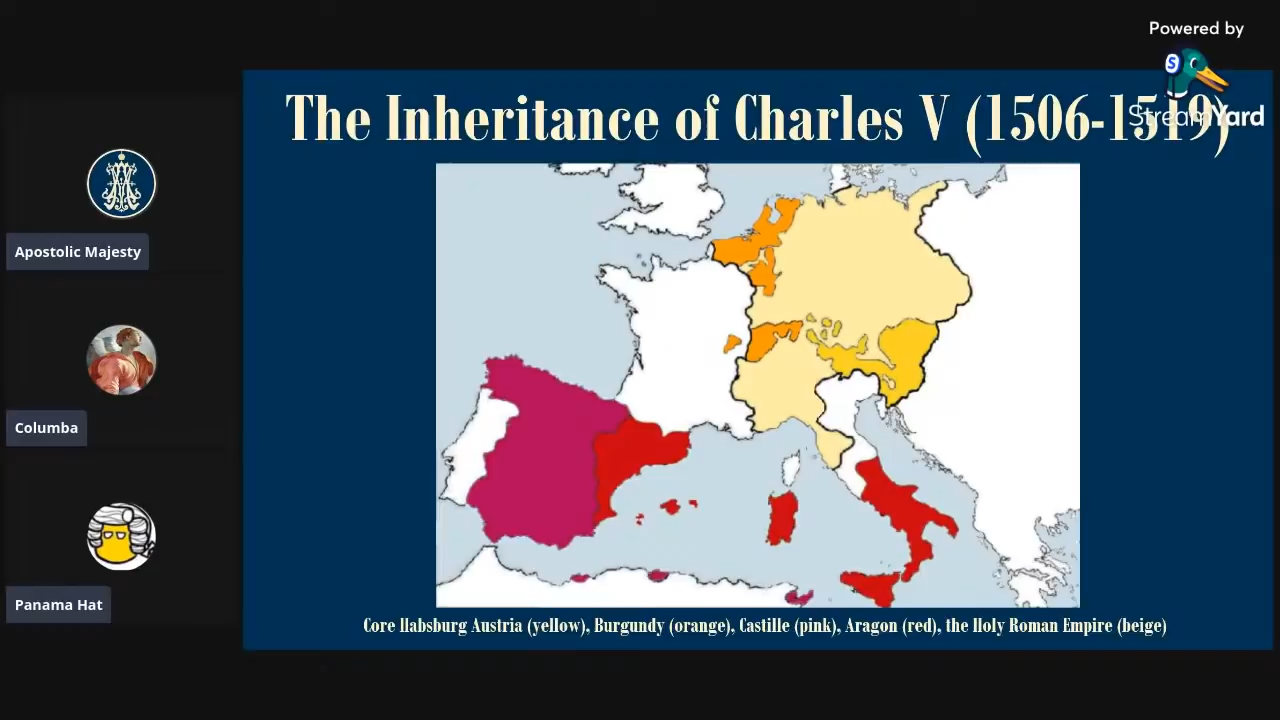 Powered by
StreamYard
The Inheritance of Charles V (1506-1519)
Apostolic Majesty
Columba
Panama Hat
Core Habsburg Austria (yellow), Burgundy (orange), Castille (pink), Aragon (red), the Holy Roman Empire (beige)